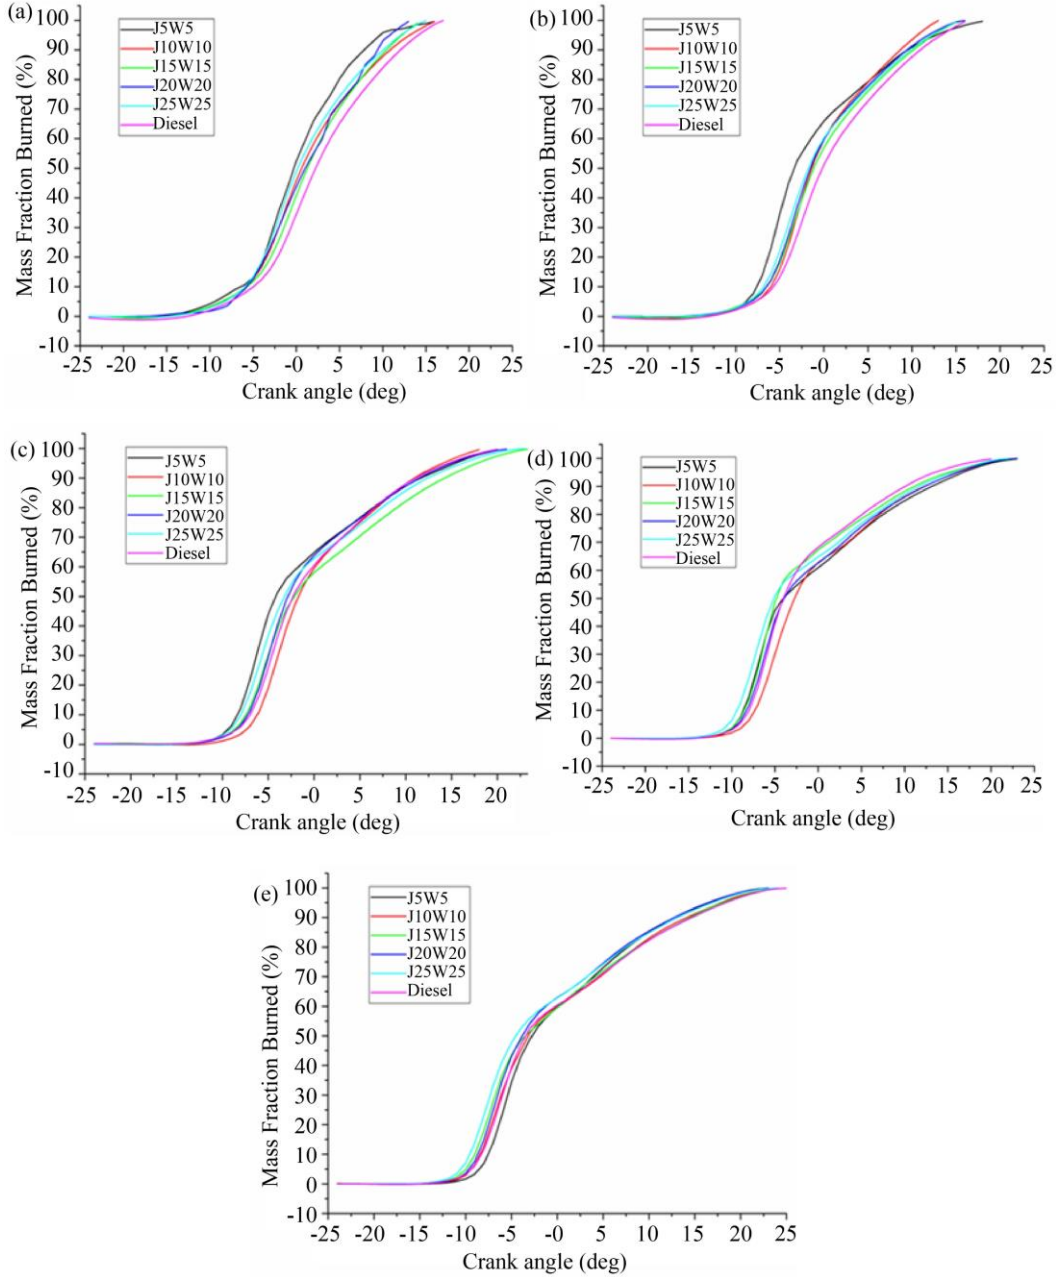 (a)
Mass Fraction Burned (%)
100
90
80
70
60
50
40
30
20
10
0
-10
J5W5
J10W10
J15W15
J20W20
J25W25
Diesel
-25 -20 -15 -10 -5 -0 5 10 15 20 25
Crank angle (deg)
(b)
Mass Fraction Burned (%)
100
90
80
70
60
50
40
30
20
10
0
-10
J5W5
J10W10
J15W15
J20W20
J25W25
Diesel
-25 -20 -15 -10 -5 0 5 10 15 20 25
Crank angle (deg)
(c)
Mass Fraction Burned (%)
100
90
80
70
60
50
40
30
20
10
0
-10
J5W5
J10W10
J15W15
J20W20
J25W25
Diesel
-25 -20 -15 -10 -5 -0 5 10 15 20
Crank angle (deg)
(d)
Mass Fraction Burned (%)
100
90
80
70
60
50
40
30
20
10
0
-10
J5W5
J10W10
J15W15
J20W20
J25W25
Diesel
-25 -20 -15 -10 -5 -0 5 10 15 20 25
Crank angle (deg)
(e)
Mass Fraction Burned (%)
100
90
80
70
60
50
40
30
20
10
0
-10
J5W5
J10W10
J15W15
J20W20
J25W25
Diesel
-25 -20 -15 -10 -5 -0 5 10 15 20 25
Crank angle (deg)